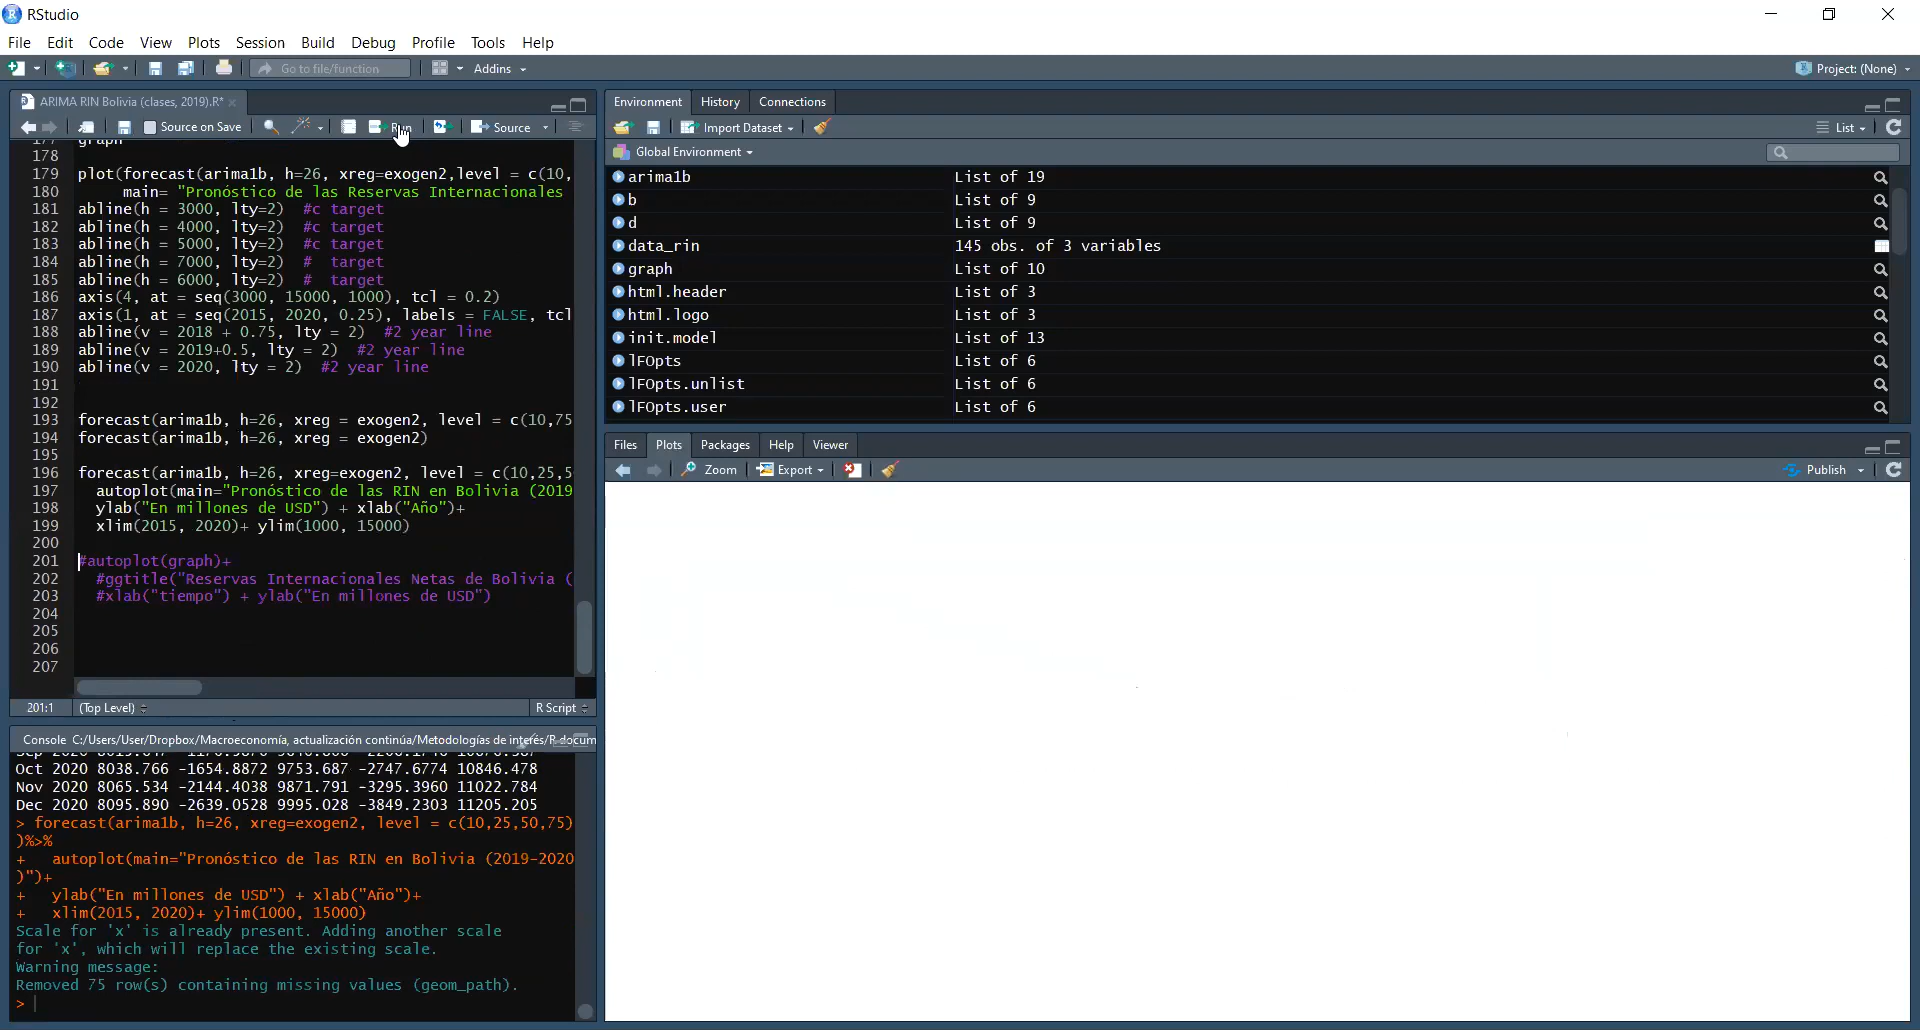 RStudio
File Edit Code View Plots Session Build Debug Profile Tools Help
Go to file/function Addins Project: (None)
ARIMA RIN Bolivia (clases, 2019).R*
Source on Save Run Source
177 graph
178
179 plot(forecast(arima1b, h=26, xreg=exogen2,level = c(10,
180 main= "Pronóstico de las Reservas Internacionales
181 abline(h = 3000, lty=2) #c target
182 abline(h = 4000, lty=2) #c target
183 abline(h = 5000, lty=2) #c target
184 abline(h = 7000, lty=2) # target
185 abline(h = 6000, lty=2) # target
186 axis(4, at = seq(3000, 15000, 1000), tcl = 0.2)
187 axis(1, at = seq(2015, 2020, 0.25), labels = FALSE, tcl
188 abline(v = 2018 + 0.75, lty = 2) #2 year line
189 abline(v = 2019+0.5, lty = 2) #2 year line
190 abline(v = 2020, lty = 2) #2 year line
191
192
193 forecast(arima1b, h=26, xreg = exogen2, level = c(10,75
194 forecast(arima1b, h=26, xreg = exogen2)
195
196 forecast(arima1b, h=26, xreg=exogen2, level = c(10,25,5
197 autoplot(main="Pronóstico de las RIN en Bolivia (2019
198 ylab("En millones de USD") + xlab("Año")+
199 xlim(2015, 2020)+ ylim(1000, 15000)
200
201 #autoplot(graph)+
202 #ggtitle("Reservas Internacionales Netas de Bolivia (
203 #xlab("tiempo") + ylab("En millones de USD")
204
205
206
207
201:1 (Top Level) R Script
Console C:/Users/User/Dropbox/Macroeconomía, actualización continúa/Metodologías de interés/R docum
Oct 2020 8038.766 -1654.8872 9753.687 -2747.6774 10846.478
Nov 2020 8065.534 -2144.4038 9871.791 -3295.3960 11022.784
Dec 2020 8095.890 -2639.0528 9995.028 -3849.2303 11205.205
> forecast(arima1b, h=26, xreg=exogen2, level = c(10,25,50,75)
)%>%
+ autoplot(main="Pronóstico de las RIN en Bolivia (2019-2020
)")+
+ ylab("En millones de USD") + xlab("Año")+
+ xlim(2015, 2020)+ ylim(1000, 15000)
Scale for 'x' is already present. Adding another scale
for 'x', which will replace the existing scale.
Warning message:
Removed 75 row(s) containing missing values (geom_path).
>
Environment History Connections
Import Dataset List
Global Environment
arima1b List of 19
b List of 9
d List of 9
data_rin 145 obs. of 3 variables
graph List of 10
html.header List of 3
html.logo List of 3
init.model List of 13
lFOpts List of 6
lFOpts.unlist List of 6
lFOpts.user List of 6
Files Plots Packages Help Viewer
Zoom Export Publish